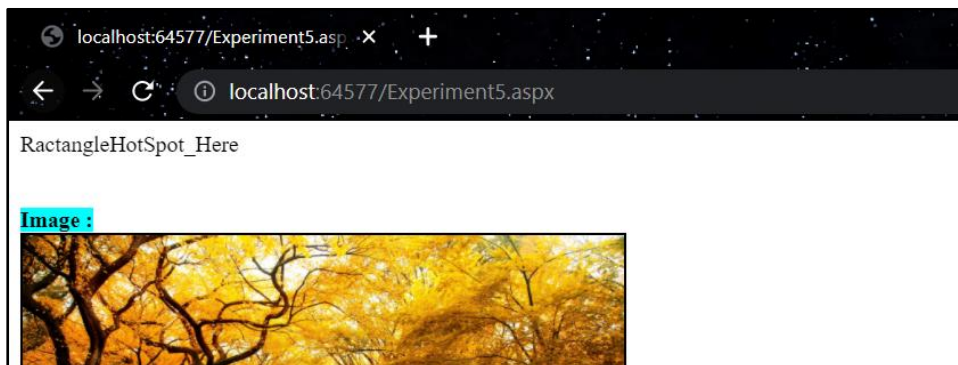 localhost:64577/Experiment5.asp
localhost:64577/Experiment5.aspx
RactangleHotSpot_Here
Image :